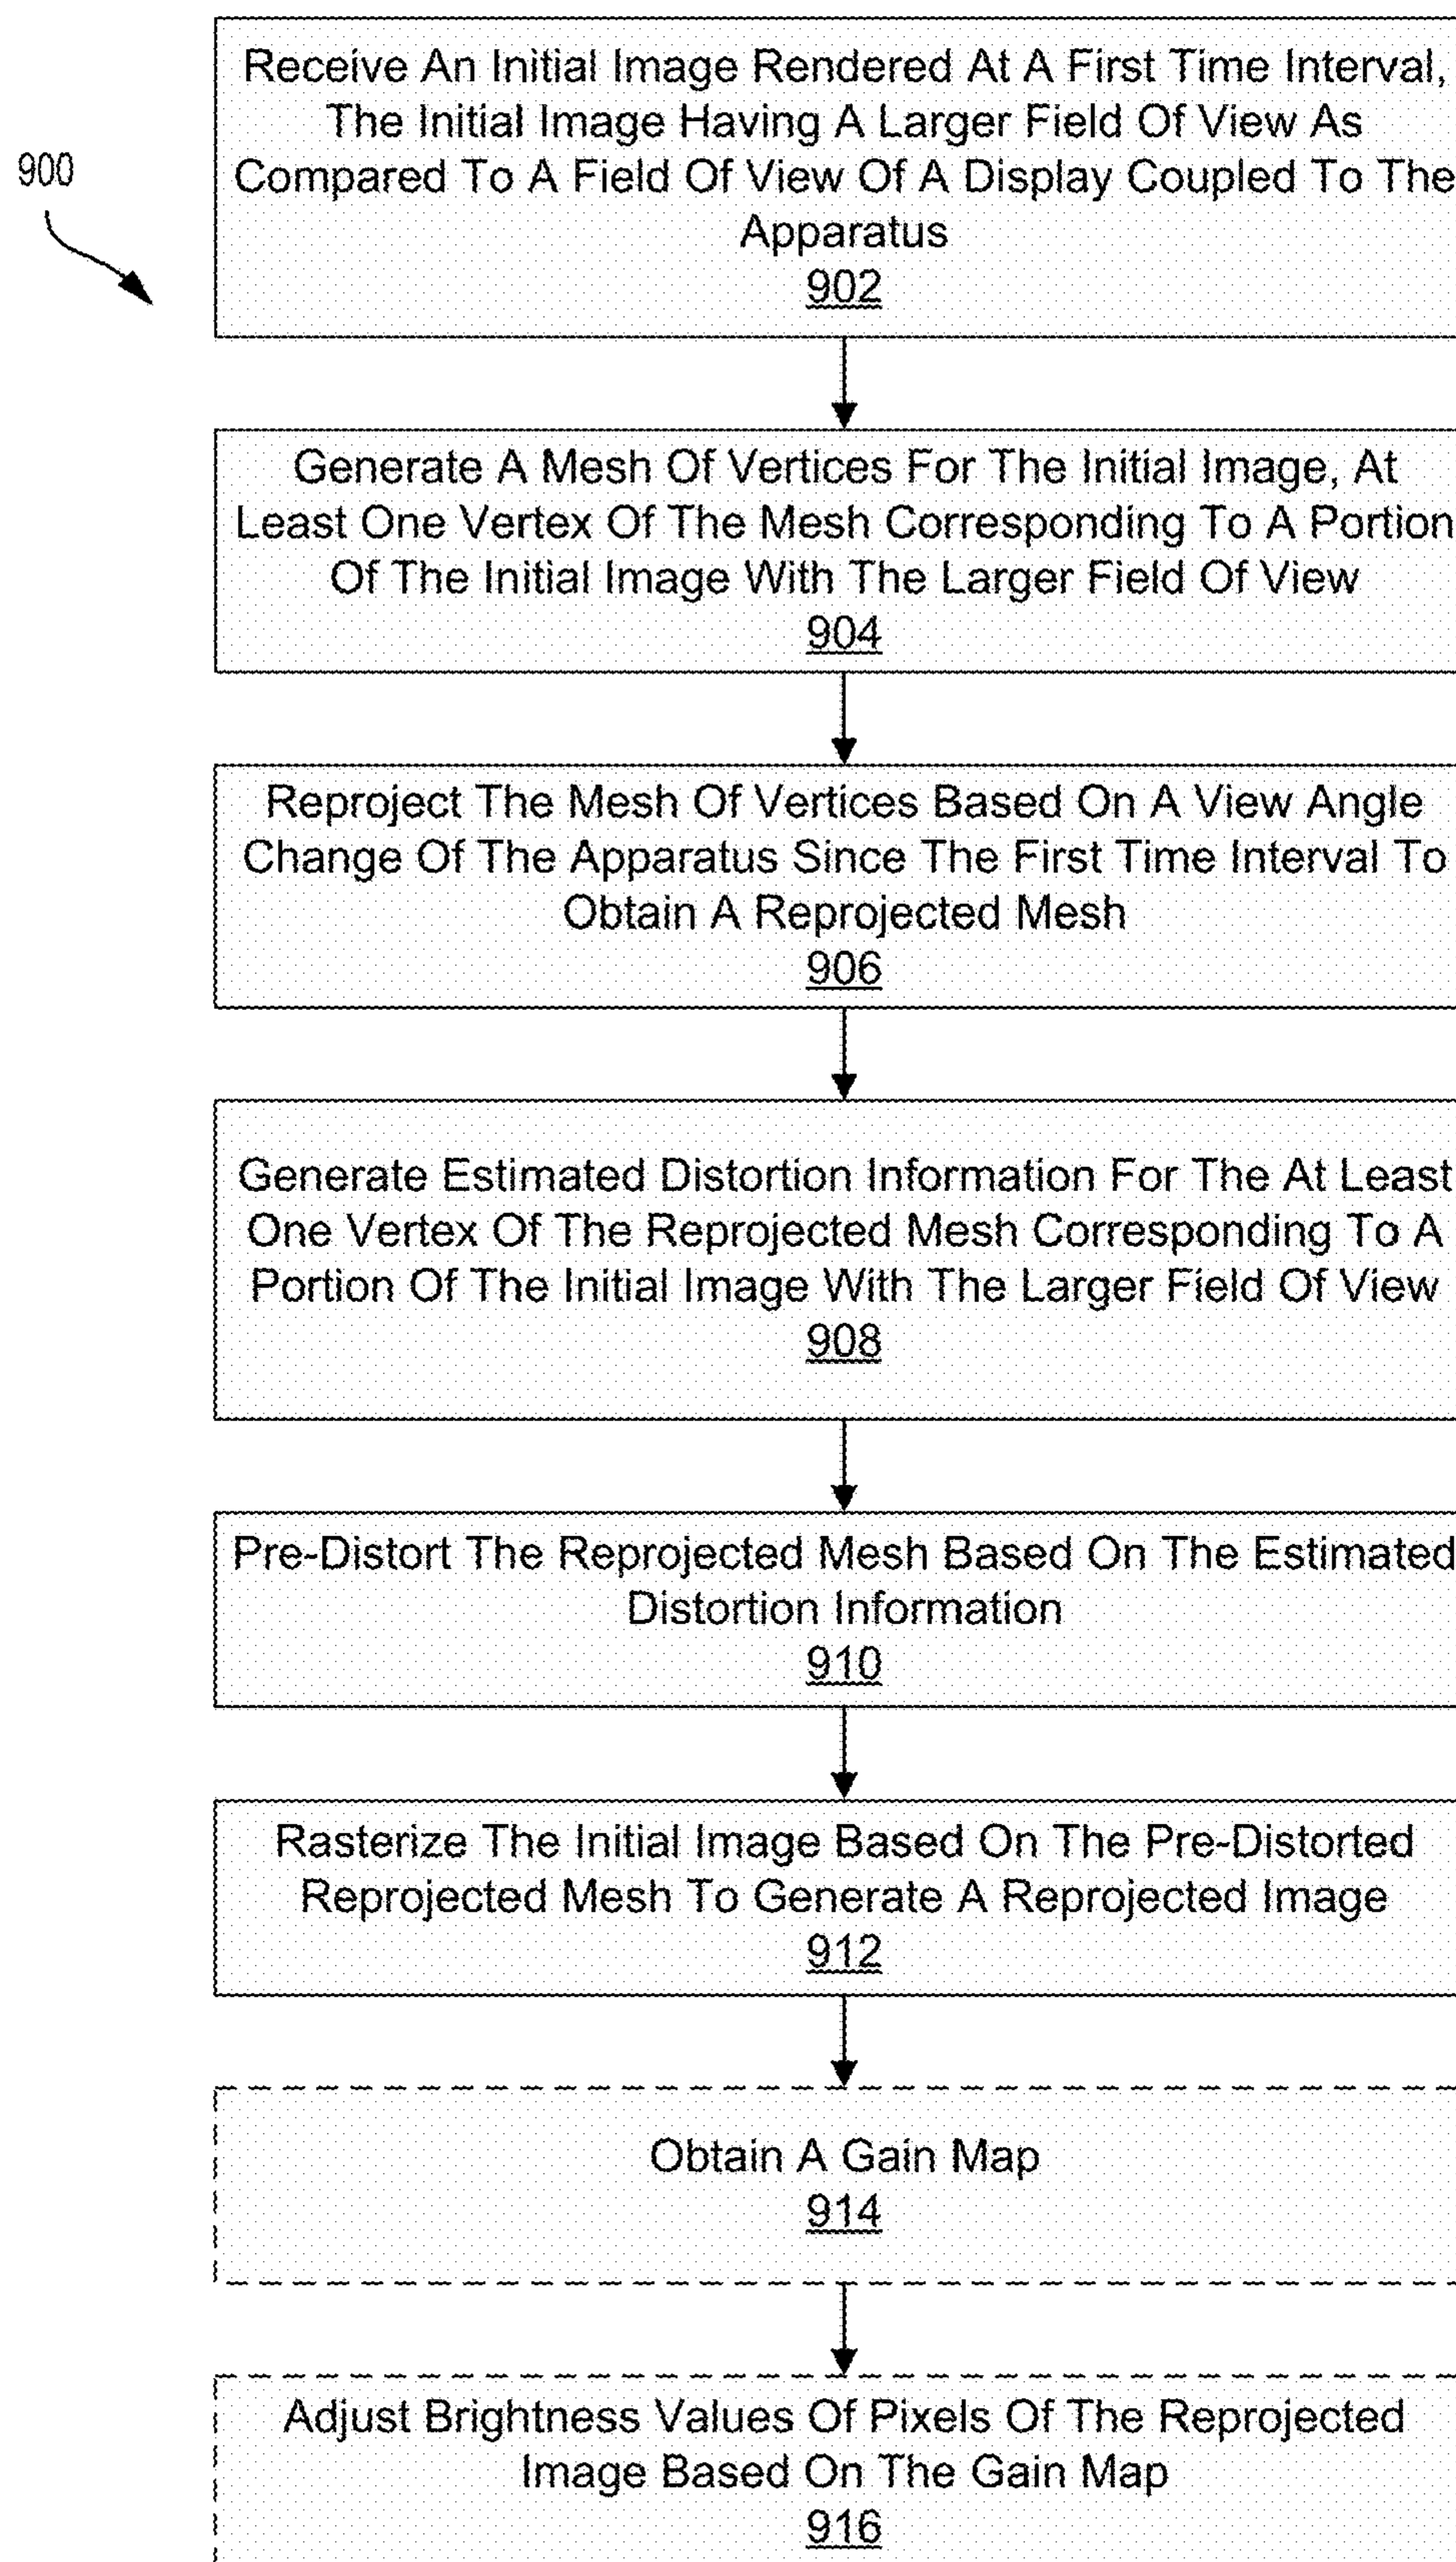 Receive An Initial Image Rendered At A First Time Interval,
The Initial Image Having A Larger Field Of View As
Compared To A Field Of View Of A Display Coupled To The
Apparatus
902
900
Generate A Mesh Of Vertices For The Initial Image, At
Least One Vertex Of The Mesh Corresponding To A Portion
Of The Initial Image With The Larger Field Of View
904
Reproject The Mesh Of Vertices Based On A View Angle
Change Of The Apparatus Since The First Time Interval To
Obtain A Reprojected Mesh
906
Generate Estimated Distortion Information For The At Least
One Vertex Of The Reprojected Mesh Corresponding To A
Portion Of The Initial Image With The Larger Field Of View
908
Pre-Distort The Reprojected Mesh Based On The Estimated
Distortion Information
910
Rasterize The Initial Image Based On The Pre-Distorted
Reprojected Mesh To Generate A Reprojected Image
912
Obtain A Gain Map
914
Adjust Brightness Values Of Pixels Of The Reprojected
Image Based On The Gain Map
916